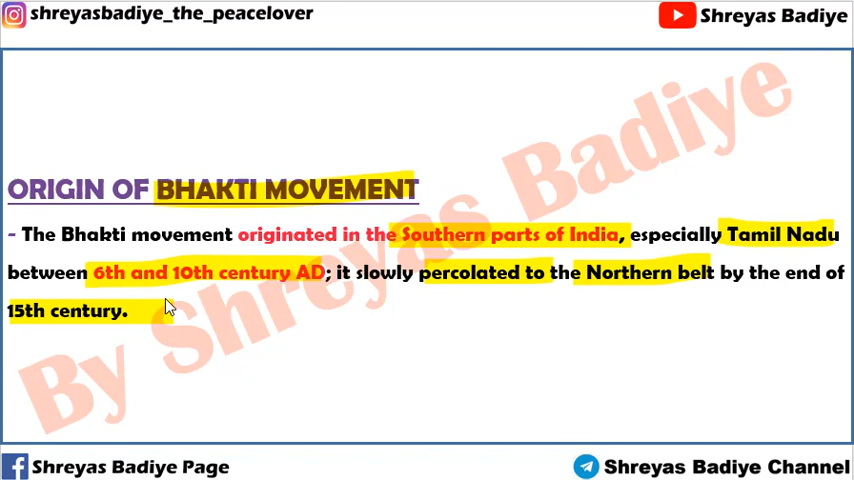 shreyasbadiye_the_peacelover
Shreyas Badiye
ORIGIN OF BHAKTI MOVEMENT
- The Bhakti movement originated in the Southern parts of India, especially Tamil Nadu
between 6th and 10th century AD; it slowly percolated to the Northern belt by the end of
15th century.
By Shreyas Badiye
Shreyas Badiye Page
Shreyas Badiye Channel